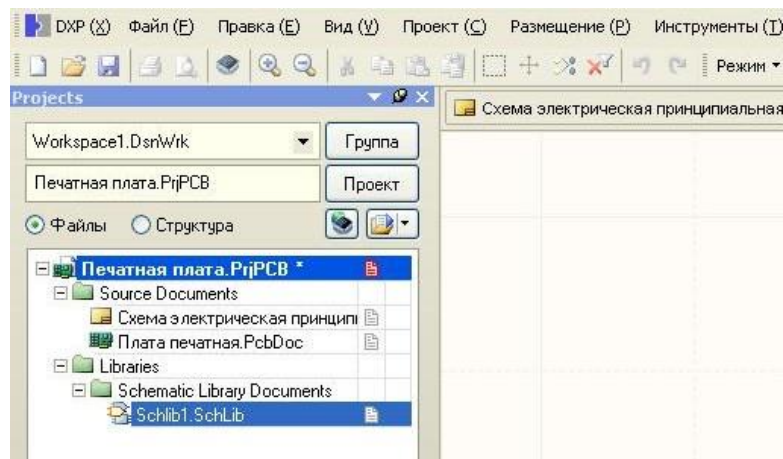 DXP (X) Файл (F) Правка (E) Вид (V) Проект (C) Размещение (P) Инструменты (T)
Режим
Projects
Схема электрическая принципиальная
Workspace1.DsnWrk Группа
Печатная плата.PrjPCB Проект
Файлы Структура
Печатная плата.PrjPCB *
Source Documents
Схема электрическая принципі
Плата печатная.PcbDoc
Libraries
Schematic Library Documents
Schlib1.SchLib